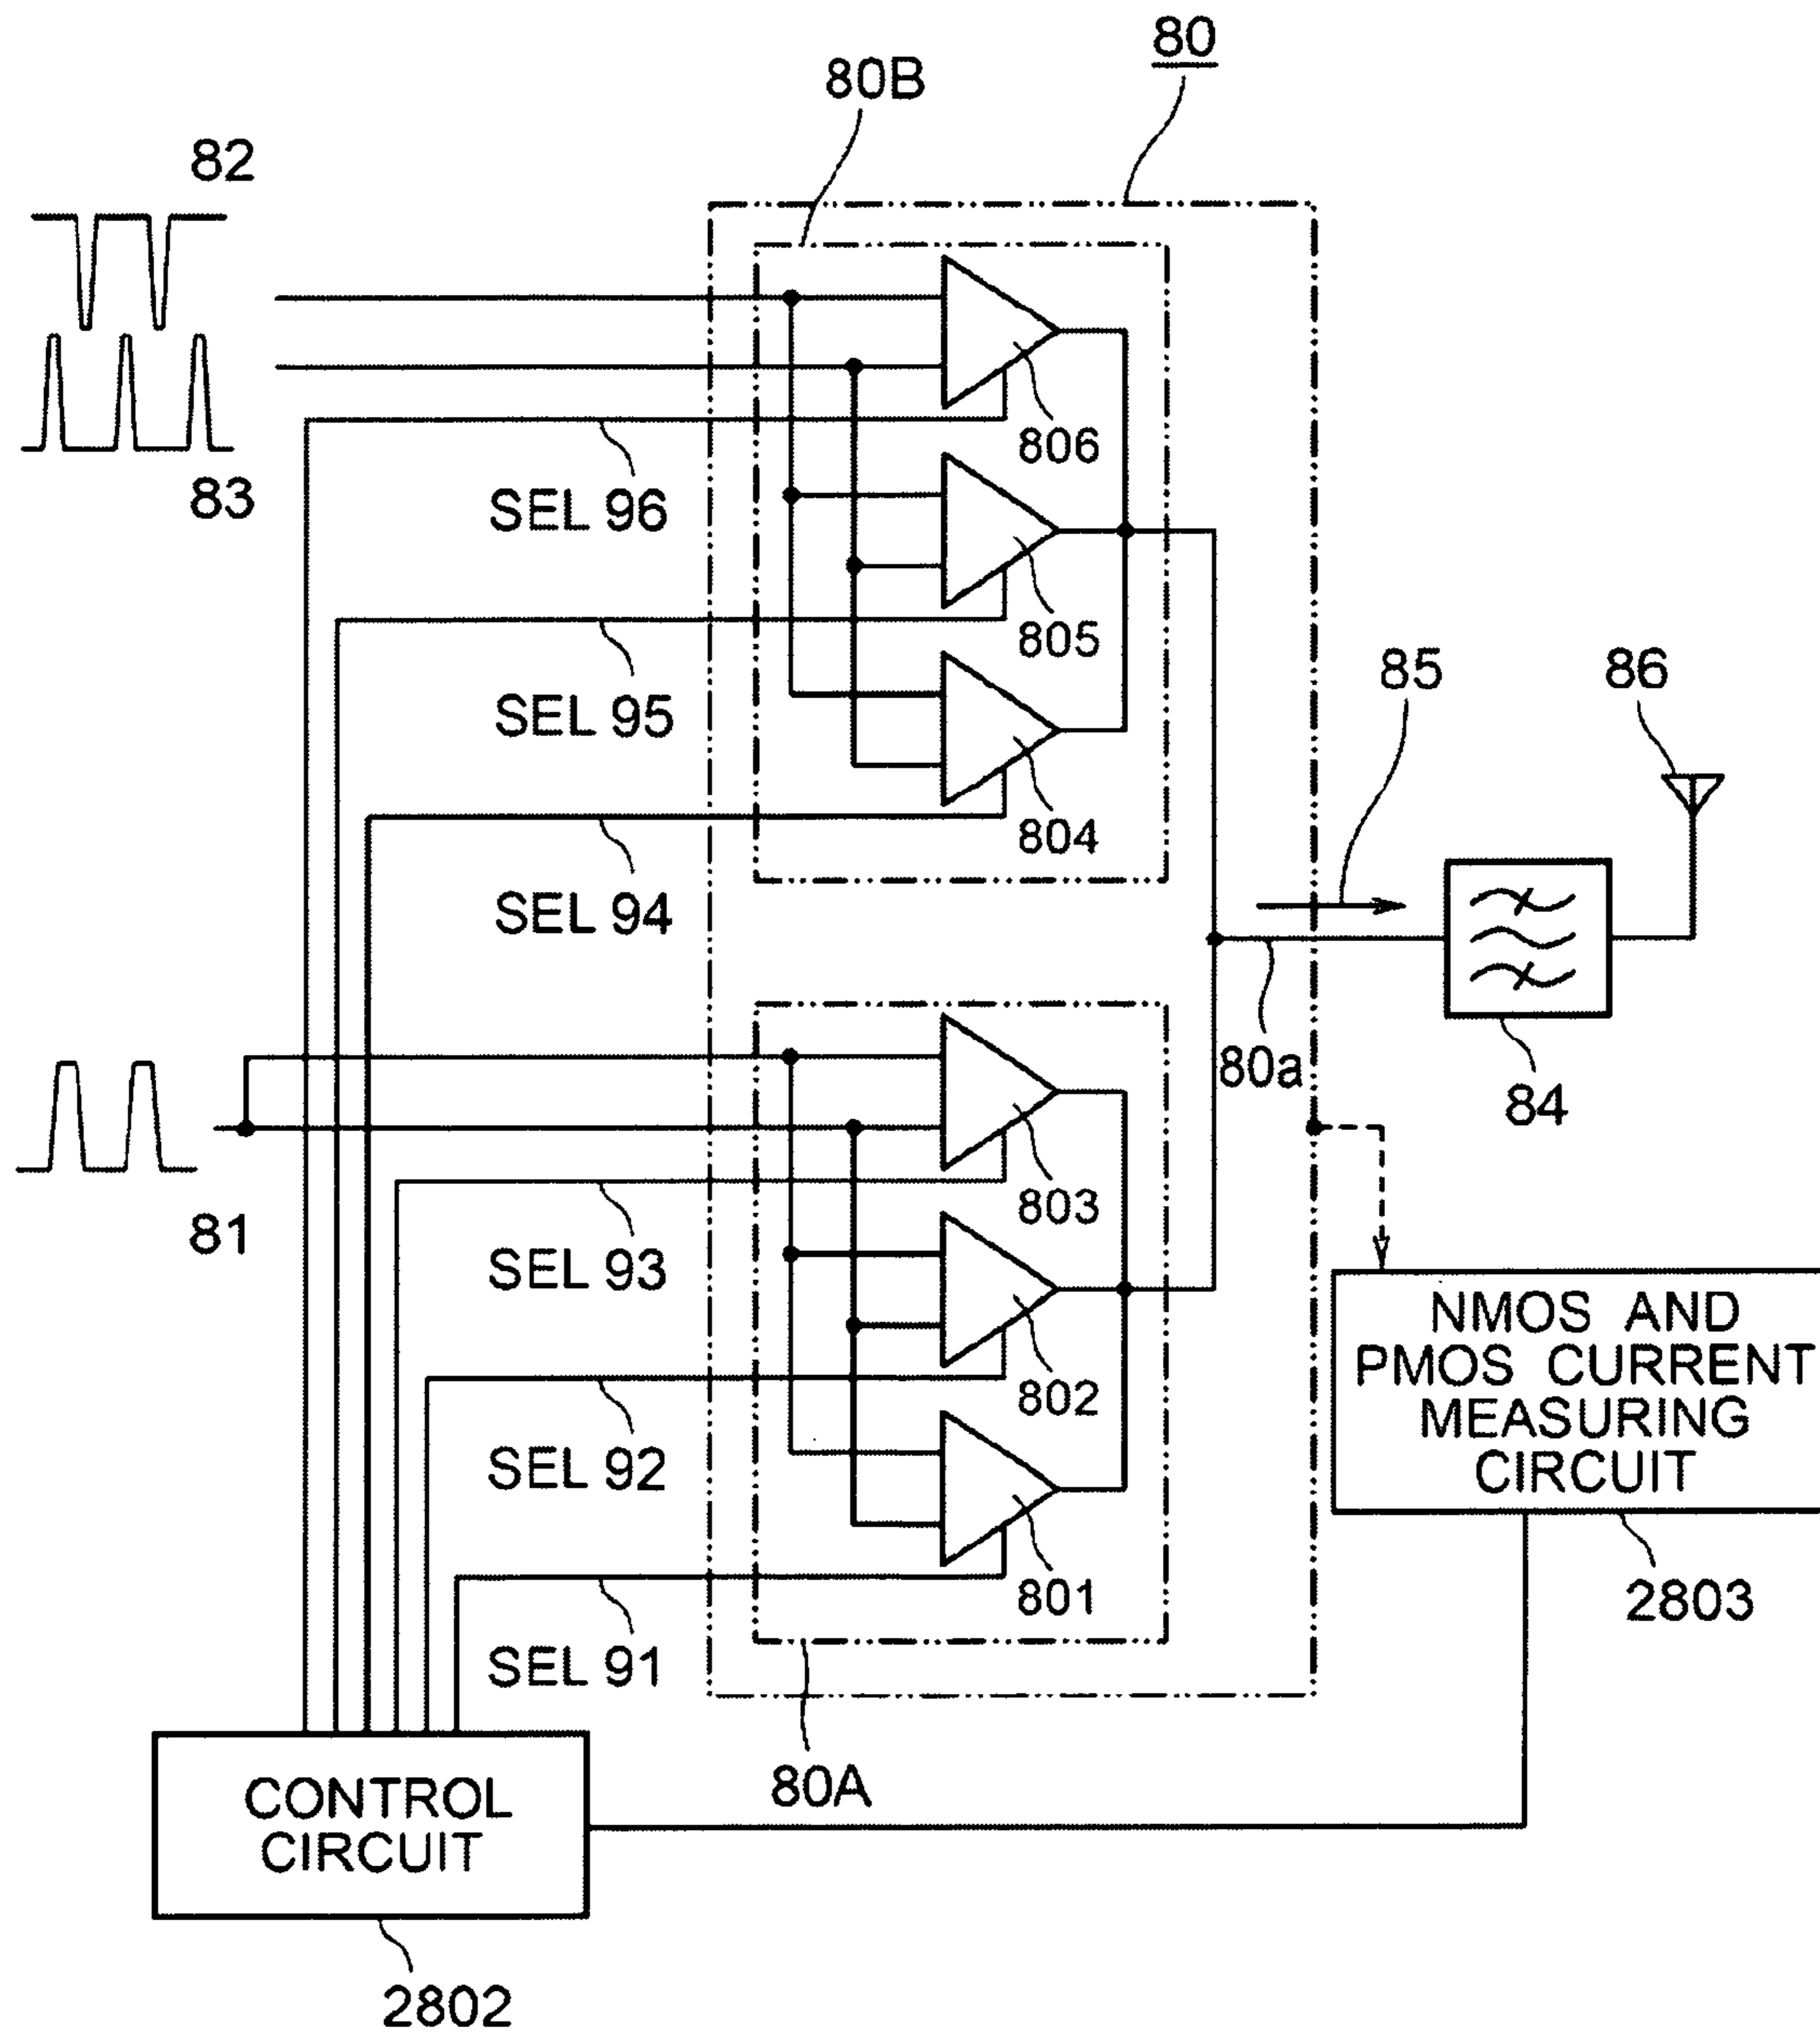 80
80B
82
83
806
SEL 96
805
SEL 95
85
86
804
SEL 94
80a
84
81
803
SEL 93
NMOS AND
PMOS CURRENT
MEASURING
CIRCUIT
802
SEL 92
801
2803
SEL 91
80A
CONTROL
CIRCUIT
2802